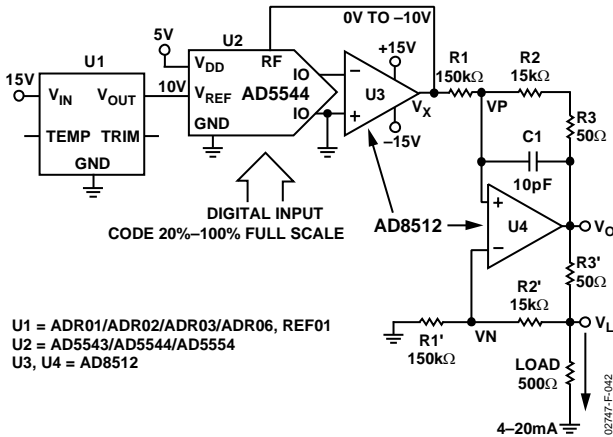 0V TO –10V
U1
U2
5V
VDD
RF
IO
+15V
R1
150kΩ
R2
15kΩ
15V
VIN
VOUT
10V
VREF
AD5544
U3
VX
VP
R3
50Ω
TEMP
TRIM
GND
GND
IO
–15V
C1
10pF
DIGITAL INPUT
CODE 20%–100% FULL SCALE
AD8512
U4
VO
R3'
50Ω
R2'
15kΩ
VN
VL
R1'
150kΩ
LOAD
500Ω
4–20mA
U1 = ADR01/ADR02/ADR03/ADR06, REF01
U2 = AD5543/AD5544/AD5554
U3, U4 = AD8512
02747-F-042